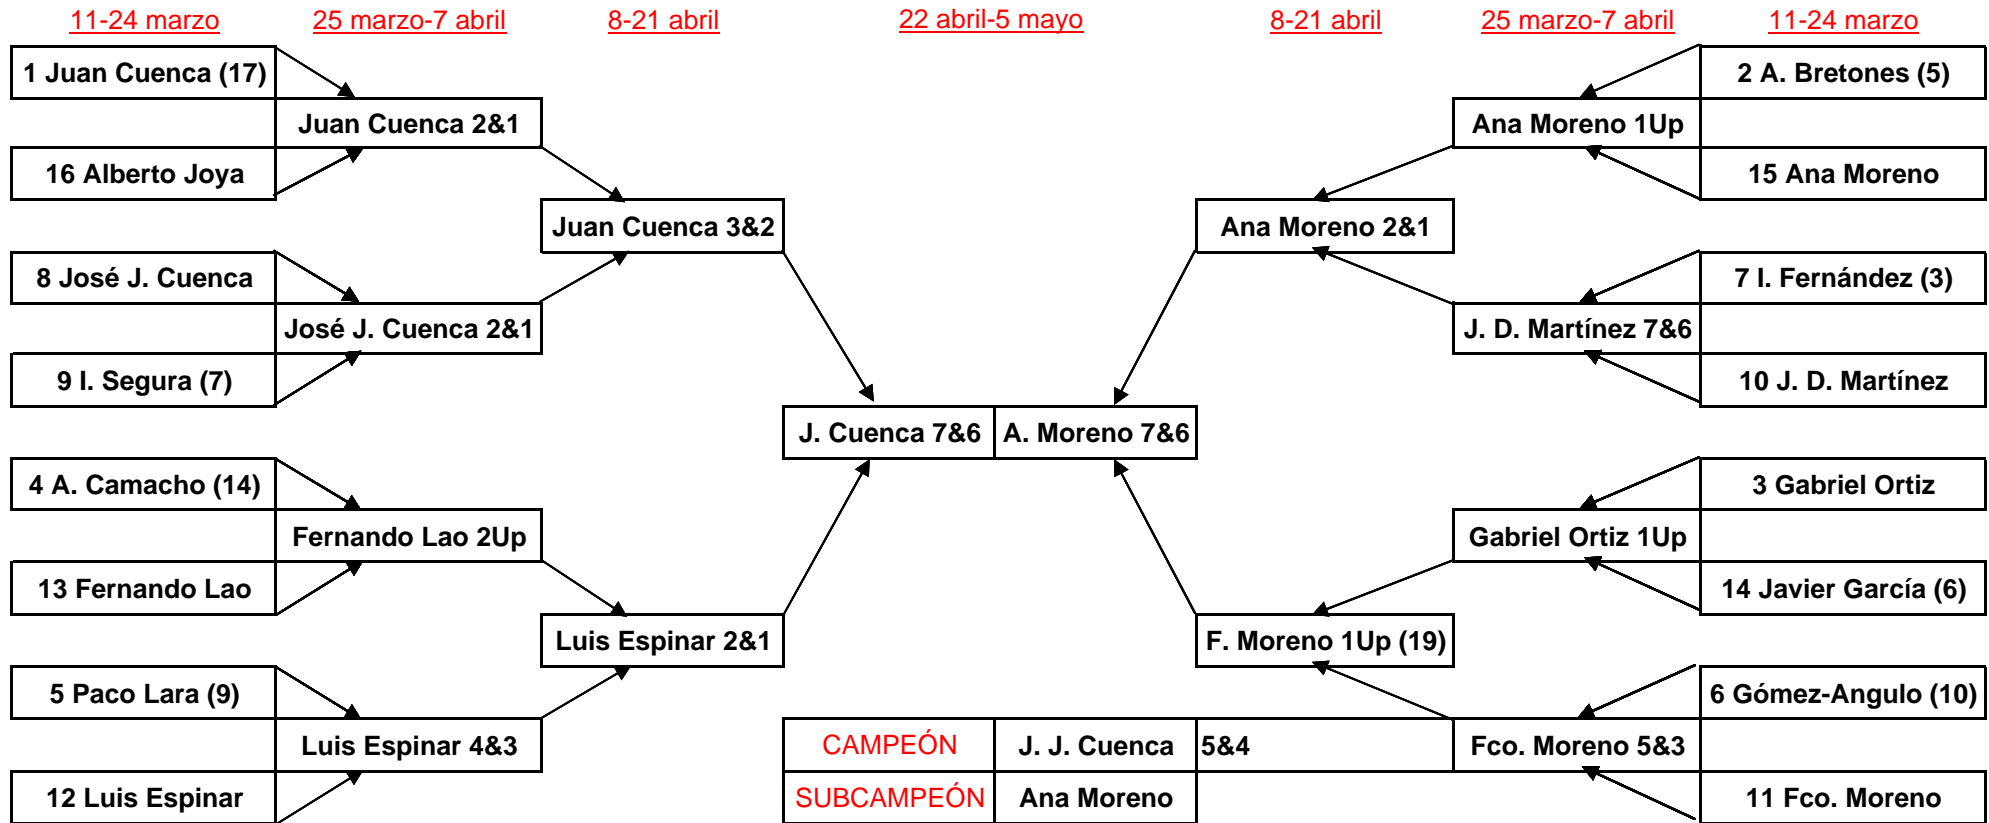 11-24 marzo 25 marzo-7 abril 8-21 abril 22 abril-5 mayo 8-21 abril 25 marzo-7 abril 11-24 marzo
1 Juan Cuenca (17) 2 A. Bretones (5)
Juan Cuenca 2&1 Ana Moreno 1Up
16 Alberto Joya 15 Ana Moreno
Juan Cuenca 3&2 Ana Moreno 2&1
8 José J. Cuenca 7 I. Fernández (3)
José J. Cuenca 2&1 J. D. Martínez 7&6
9 I. Segura (7) 10 J. D. Martínez
J. Cuenca 7&6 A. Moreno 7&6
4 A. Camacho (14) 3 Gabriel Ortiz
Fernando Lao 2Up Gabriel Ortiz 1Up
13 Fernando Lao 14 Javier García (6)
Luis Espinar 2&1 F. Moreno 1Up (19)
5 Paco Lara (9) 6 Gómez-Angulo (10)
Luis Espinar 4&3 CAMPEÓN J. J. Cuenca 5&4 Fco. Moreno 5&3
12 Luis Espinar SUBCAMPEÓN Ana Moreno 11 Fco. Moreno